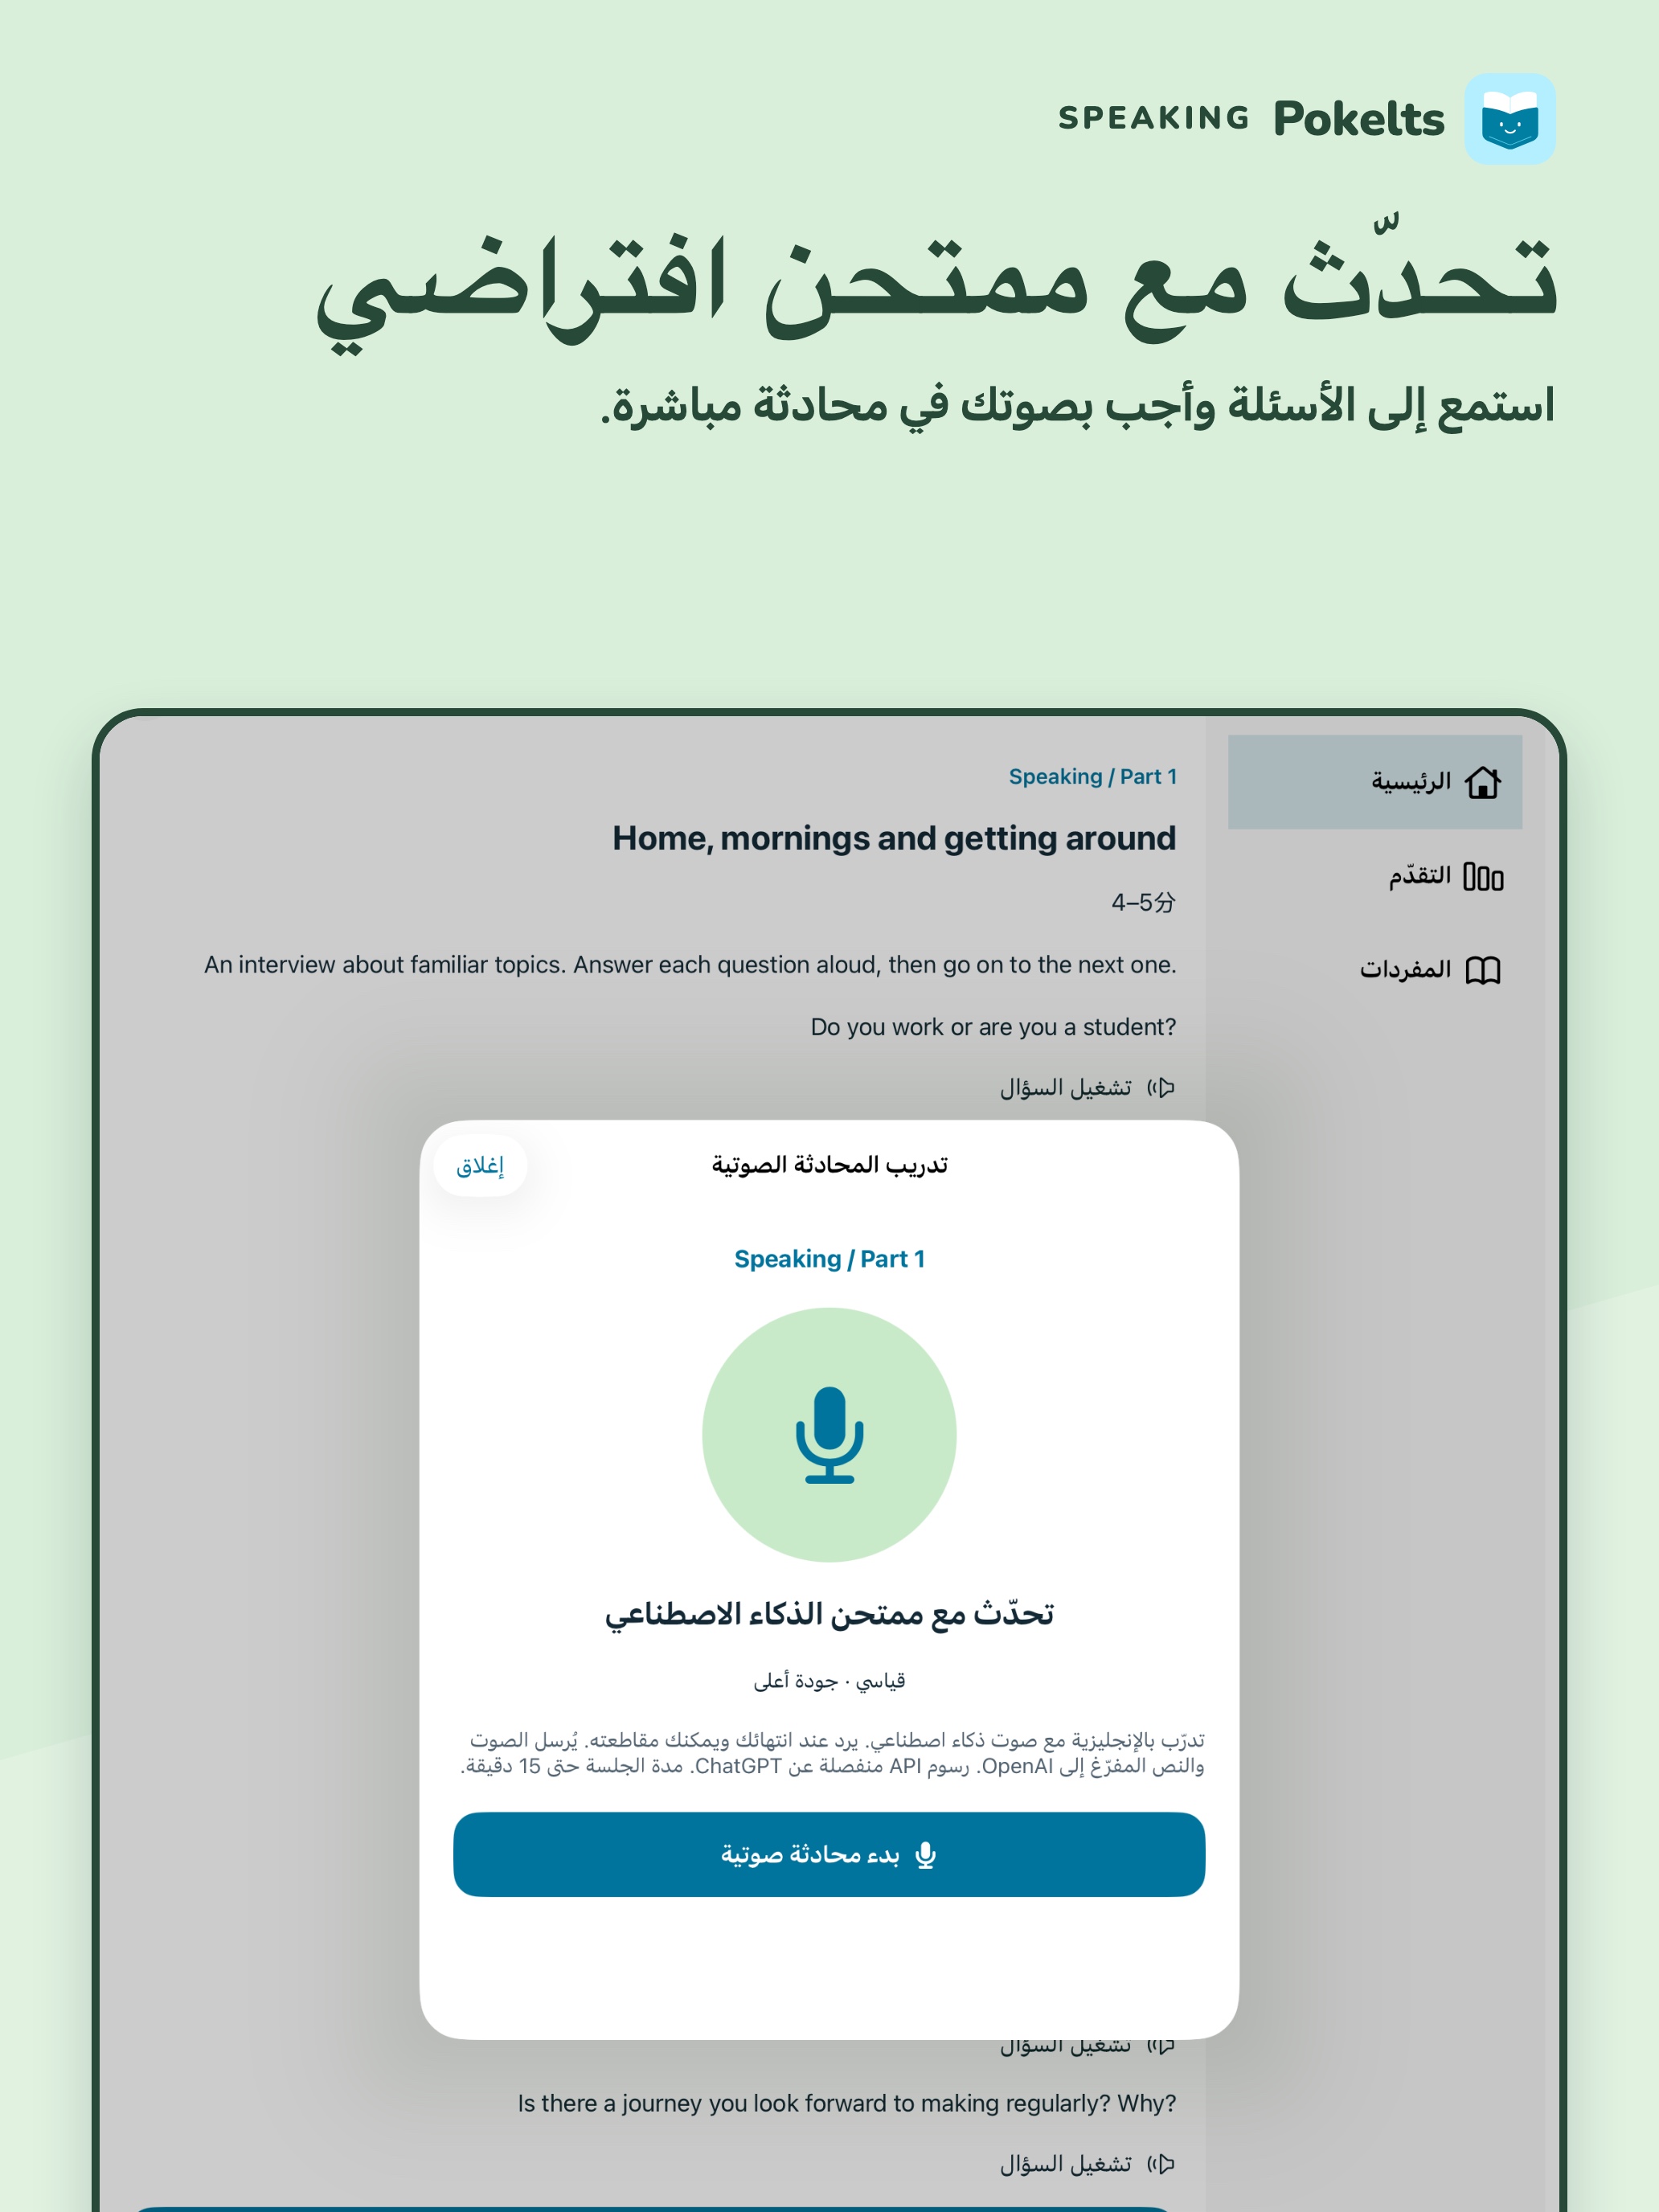 Pokelts SPEAKING
تحدّث مع ممتحن افتراضي
استمع إلى الأسئلة وأجب بصوتك في محادثة مباشرة.
الرئيسية
التقدّم
المفردات
Speaking / Part 1
Home, mornings and getting around
4–5分
An interview about familiar topics. Answer each question aloud, then go on to the next one.
Do you work or are you a student?
تشغيل السؤال
تدريب المحادثة الصوتية
إغلاق
Speaking / Part 1
تحدّث مع ممتحن الذكاء الاصطناعي
قياسي · جودة أعلى
تدرّب بالإنجليزية مع صوت ذكاء اصطناعي. يرد عند انتهائك ويمكنك مقاطعته. يُرسل الصوت
والنص المفرّغ إلى OpenAI. رسوم API منفصلة عن ChatGPT. مدة الجلسة حتى 15 دقيقة.
بدء محادثة صوتية
تشغيل السؤال
Is there a journey you look forward to making regularly? Why?
تشغيل السؤال